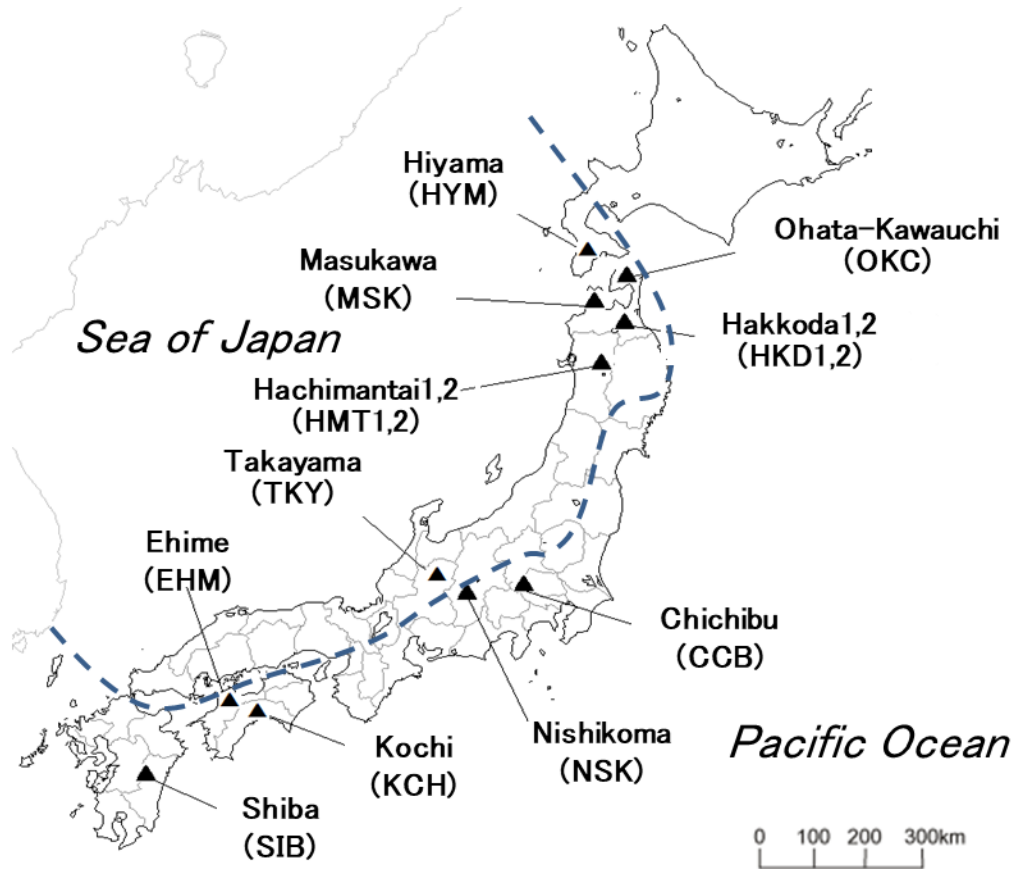 Hiyama
(HYM)
Ohata-Kawauchi
(OKC)
Masukawa
(MSK)
Sea of Japan
Hakkoda1,2
(HKD1,2)
Hachimantai1,2
(HMT1,2)
Takayama
(TKY)
Ehime
(EHM)
Chichibu
(CCB)
Nishikoma
(NSK)
Pacific Ocean
Kochi
(KCH)
Shiba
(SIB)
0 100 200 300km